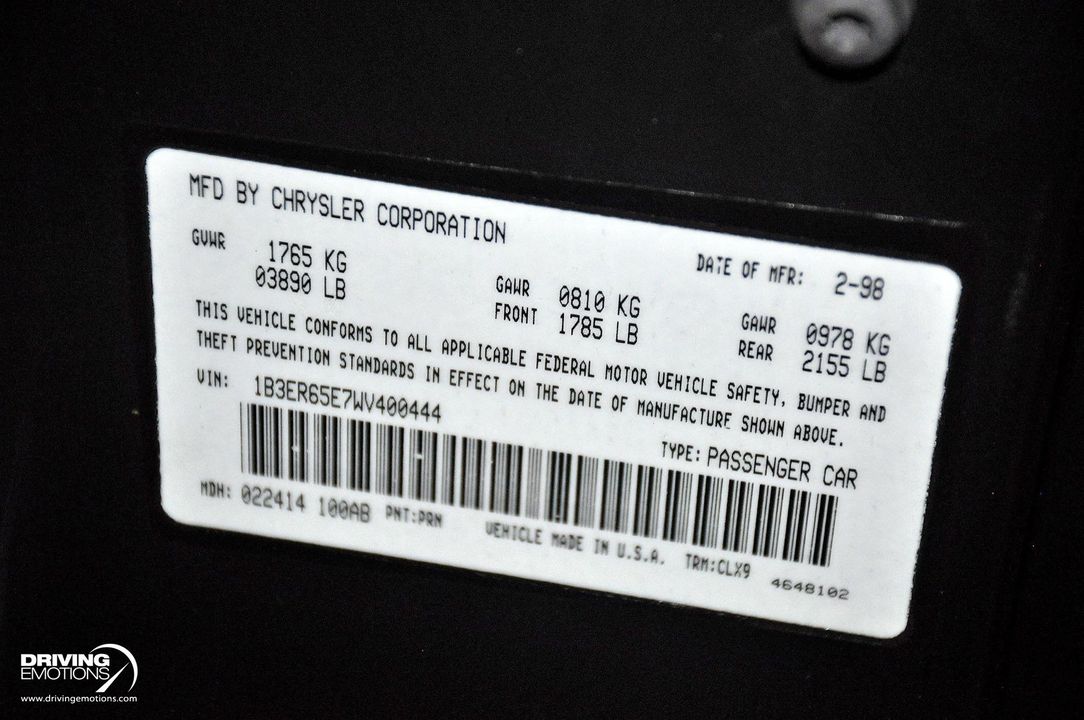 MFD BY CHRYSLER CORPORATION
DATE OF MFR: 2-98
GVWR 1765 KG
03890 LB
GAWR 0810 KG
FRONT 1785 LB
GAWR 0978 KG
REAR 2155 LB
THIS VEHICLE CONFORMS TO ALL APPLICABLE FEDERAL MOTOR VEHICLE SAFETY, BUMPER AND
THEFT PREVENTION STANDARDS IN EFFECT ON THE DATE OF MANUFACTURE SHOWN ABOVE.
VIN: 1B3ER65E7WV400444
TYPE: PASSENGER CAR
MDH: 022414 100AB PNT:PRN
VEHICLE MADE IN U.S.A. TRM:CLX9
4648102
DRIVING
EMOTIONS
www.drivingemotions.com